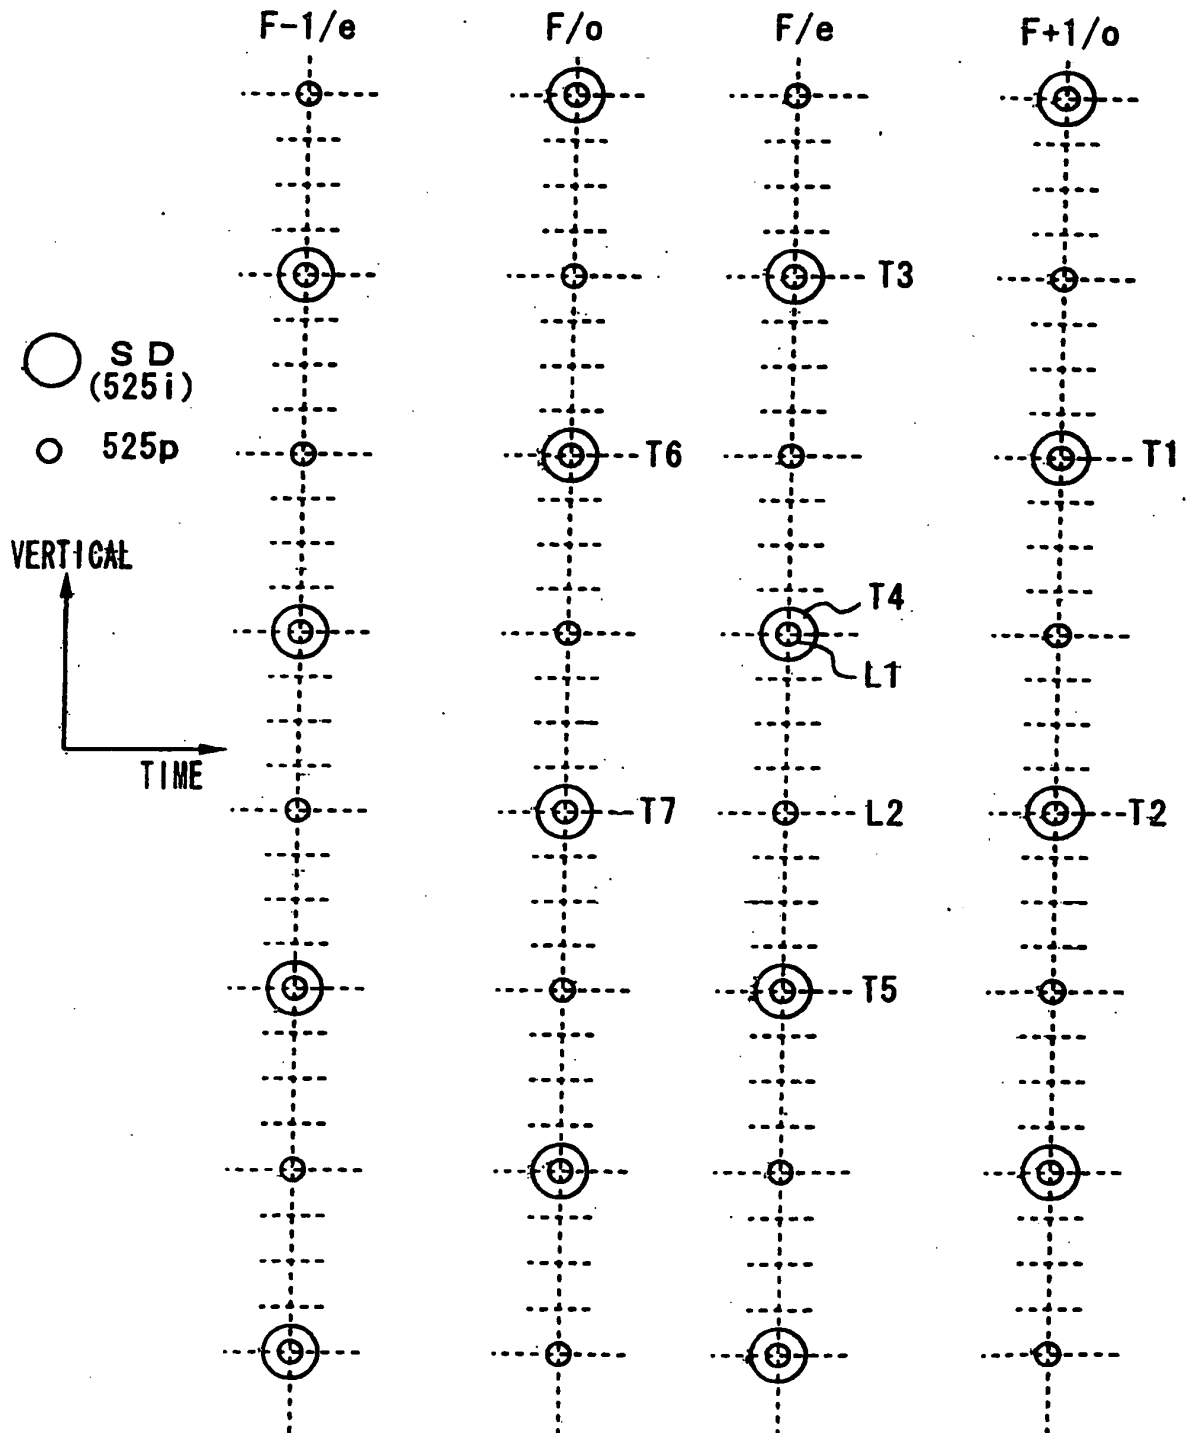 F-1/e
F/o
F/e
F+1/o
T3
SD
(525i)
525p
T6
T1
VERTICAL
T4
L1
TIME
T7
L2
T2
T5